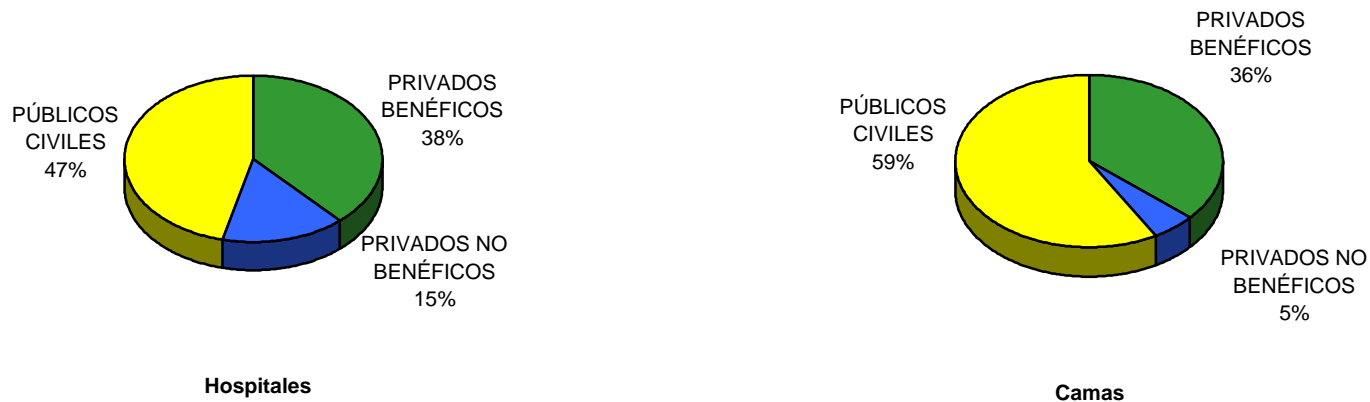 PÚBLICOS
CIVILES
47%
PRIVADOS
BENÉFICOS
38%
PRIVADOS NO
BENÉFICOS
15%
Hospitales
PRIVADOS
BENÉFICOS
36%
PÚBLICOS
CIVILES
59%
PRIVADOS NO
BENÉFICOS
5%
Camas